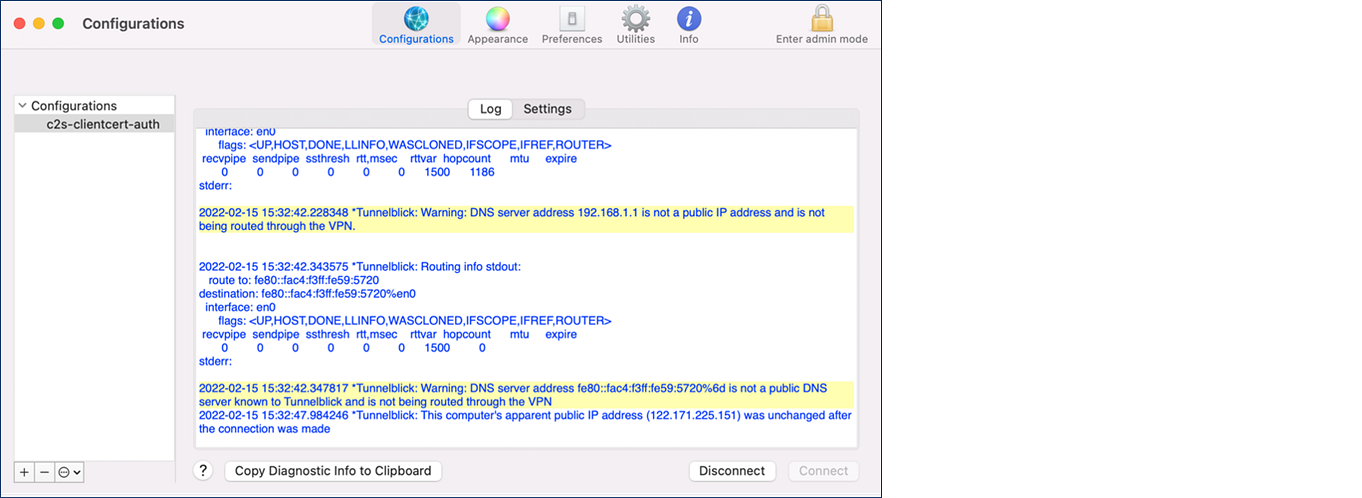 Configurations
Configurations
Appearance
Preferences
Utilities
Info
Enter admin mode
Configurations
c2s-clientcert-auth
Log
Settings
interface: en0
flags: <UP,HOST,DONE,LLINFO,WASCLONED,IFSCOPE,IFREF,ROUTER>
recvpipe sendpipe ssthresh rtt,msec rttvar hopcount mtu expire
0 0 0 0 0 0 1500 1186
stderr:
2022-02-15 15:32:42.228348 *Tunnelblick: Warning: DNS server address 192.168.1.1 is not a public IP address and is not
being routed through the VPN.
2022-02-15 15:32:42.343575 *Tunnelblick: Routing info stdout:
route to: fe80::fac4:f3ff:fe59:5720
destination: fe80::fac4:f3ff:fe59:5720%en0
interface: en0
flags: <UP,HOST,DONE,LLINFO,WASCLONED,IFSCOPE,IFREF,ROUTER>
recvpipe sendpipe ssthresh rtt,msec rttvar hopcount mtu expire
0 0 0 0 0 0 1500 0
stderr:
2022-02-15 15:32:42.347817 *Tunnelblick: Warning: DNS server address fe80::fac4:f3ff:fe59:5720%6d is not a public DNS
server known to Tunnelblick and is not being routed through the VPN
2022-02-15 15:32:47.984246 *Tunnelblick: This computer's apparent public IP address (122.171.225.151) was unchanged after
the connection was made
?
Copy Diagnostic Info to Clipboard
Disconnect
Connect